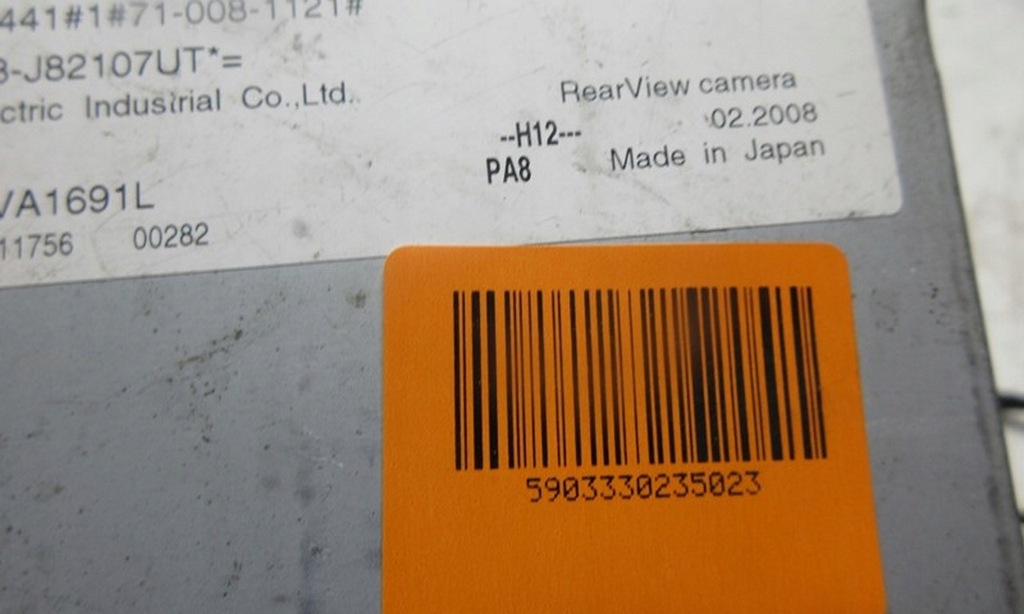 441#1#71-008-1121#
3-J82107UT*=
ctric Industrial Co.,Ltd.
RearView camera
--H12---
02.2008
PA8
Made in Japan
VA1691L
11756 00282
5903330235023